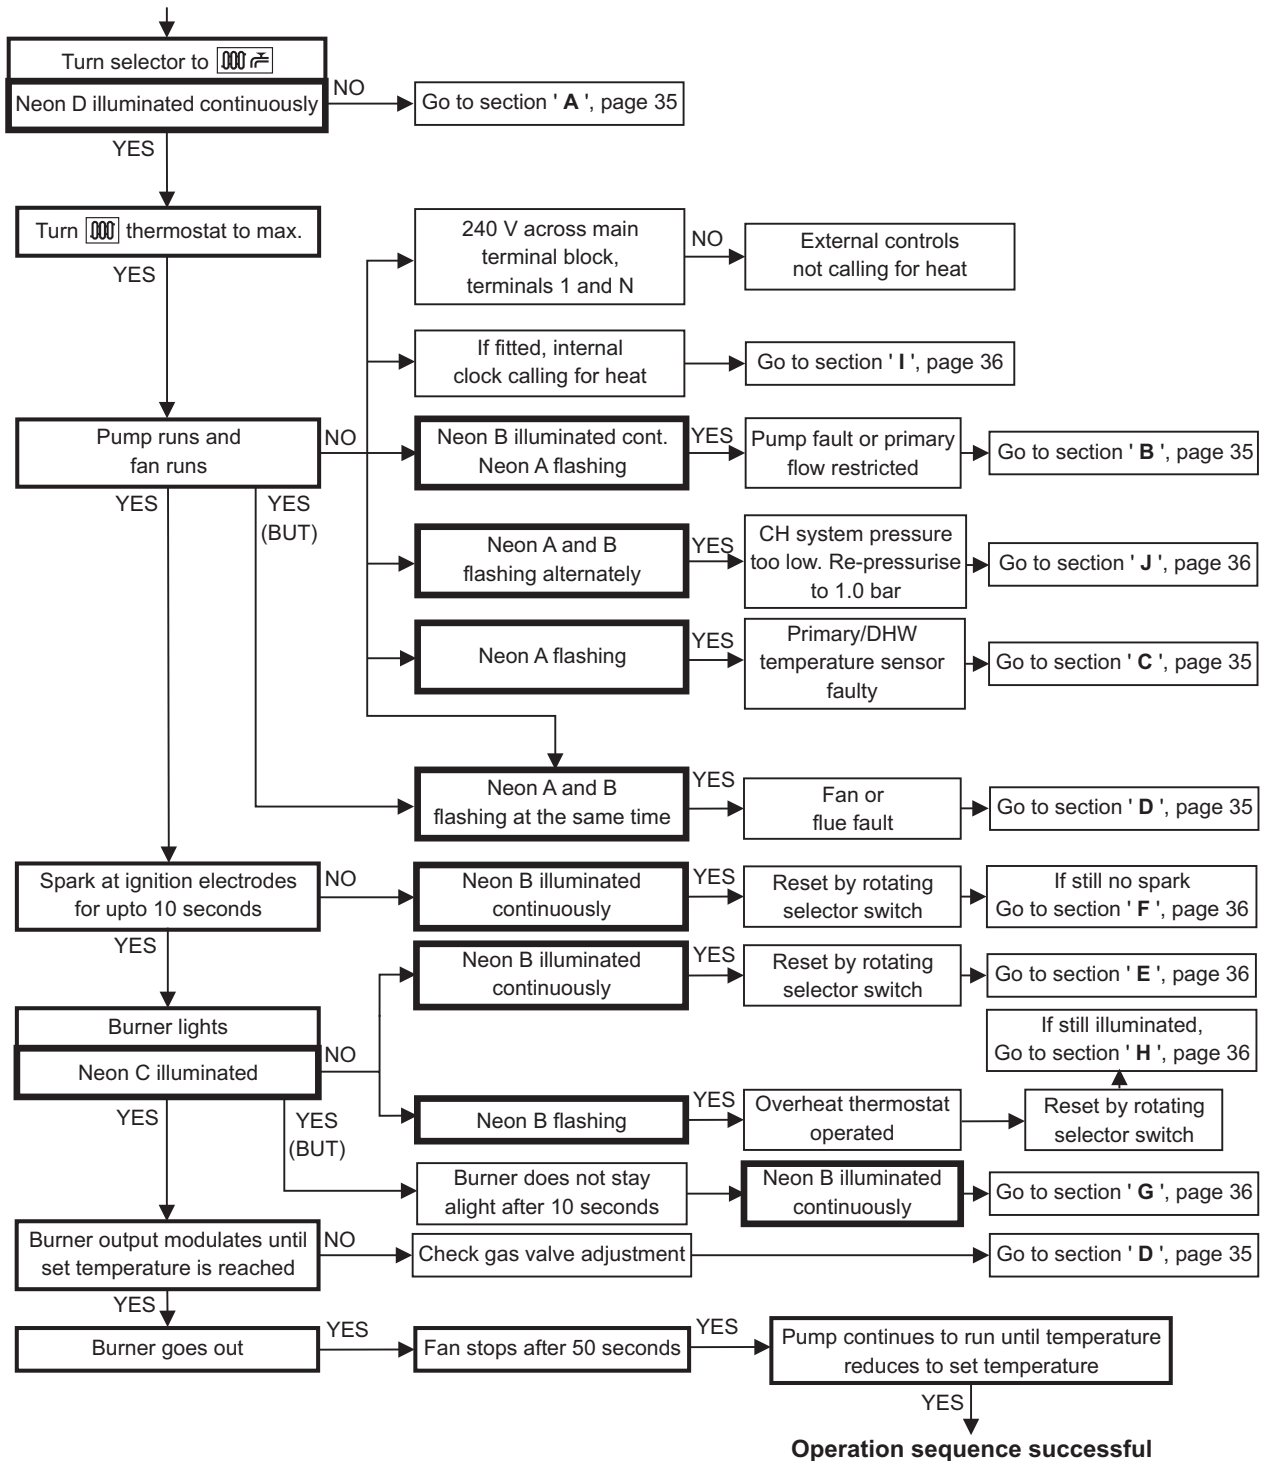 Turn selector to
Neon D illuminated continuously
NO
Go to section ' A ', page 35
YES
Turn thermostat to max.
YES
240 V across main
terminal block,
terminals 1 and N
NO
External controls
not calling for heat
If fitted, internal
clock calling for heat
Go to section ' I ', page 36
Pump runs and
fan runs
NO
YES
YES
(BUT)
Neon B illuminated cont.
Neon A flashing
YES
Pump fault or primary
flow restricted
Go to section ' B ', page 35
Neon A and B
flashing alternately
YES
CH system pressure
too low. Re-pressurise
to 1.0 bar
Go to section ' J ', page 36
Neon A flashing
YES
Primary/DHW
temperature sensor
faulty
Go to section ' C ', page 35
Neon A and B
flashing at the same time
YES
Fan or
flue fault
Go to section ' D ', page 35
Spark at ignition electrodes
for upto 10 seconds
NO
Neon B illuminated
continuously
YES
Reset by rotating
selector switch
If still no spark
Go to section ' F ', page 36
YES
Neon B illuminated
continuously
YES
Reset by rotating
selector switch
Go to section ' E ', page 36
Burner lights
Neon C illuminated
NO
If still illuminated,
Go to section ' H ', page 36
YES
YES
(BUT)
Neon B flashing
YES
Overheat thermostat
operated
Reset by rotating
selector switch
Burner does not stay
alight after 10 seconds
Neon B illuminated
continuously
Go to section ' G ', page 36
Burner output modulates until
set temperature is reached
NO
Check gas valve adjustment
Go to section ' D ', page 35
YES
Burner goes out
YES
Fan stops after 50 seconds
YES
Pump continues to run until temperature
reduces to set temperature
YES
Operation sequence successful